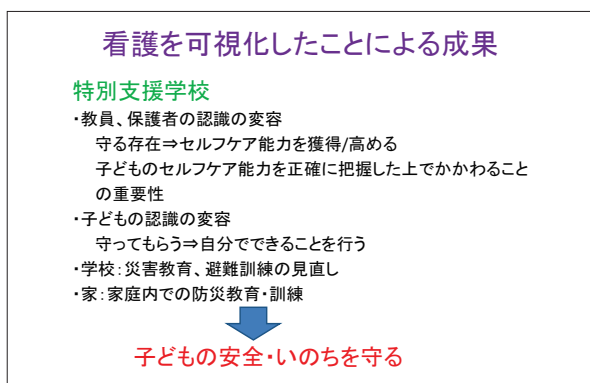 看護を可視化したことによる成果
特別支援学校
・教員、保護者の認識の変容
守る存在⇒セルフケア能力を獲得/高める
子どものセルフケア能力を正確に把握した上でかかわること
の重要性
・子どもの認識の変容
守ってもらう⇒自分でできることを行う
・学校：災害教育、避難訓練の見直し
・家：家庭内での防災教育・訓練
子どもの安全・いのちを守る